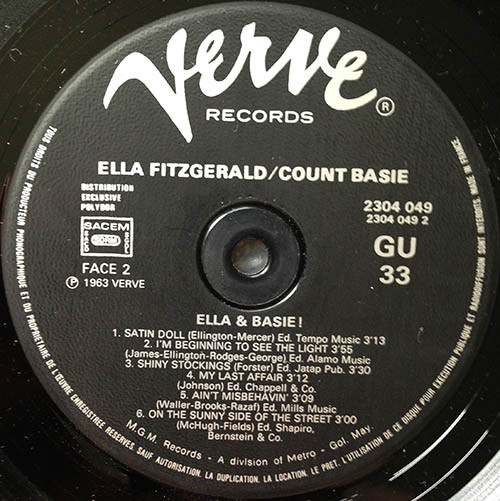 Verve
RECORDS
®
ELLA FITZGERALD/COUNT BASIE
DISTRIBUTION
EXCLUSIVE
POLYDOR
SACEM
SDRM
FACE 2
℗ 1963 VERVE
2304 049
2304 049 2
GU
33
ELLA & BASIE!
1. SATIN DOLL (Ellington-Mercer) Ed. Tempo Music 3'13
2. I'M BEGINNING TO SEE THE LIGHT 3'55
(James-Ellington-Rodges-George) Ed. Alamo Music
3. SHINY STOCKINGS (Forster) Ed. Jatap Pub. 3'30
4. MY LAST AFFAIR 3'12
(Johnson) Ed. Chappell & Co.
5. AIN'T MISBEHAVIN' 3'09
(Waller-Brooks-Razaf) Ed. Mills Music
6. ON THE SUNNY SIDE OF THE STREET 3'00
(McHugh-Fields) Ed. Shapiro,
Bernstein & Co.
M.G.M. Records - A division of Metro - Gol. May.
TOUS DROITS DU PRODUCTEUR PHONOGRAPHIQUE ET DU PROPRIETAIRE DE L'ŒUVRE ENREGISTREE RESERVES SAUF AUTORISATION. LA DUPLICATION. LA LOCATION. LE PRET. L'UTILISATION DE CE DISQUE POUR EXECUTION PUBLIQUE ET RADIODIFFUSION SONT INTERDITS. MADE IN FRANCE.